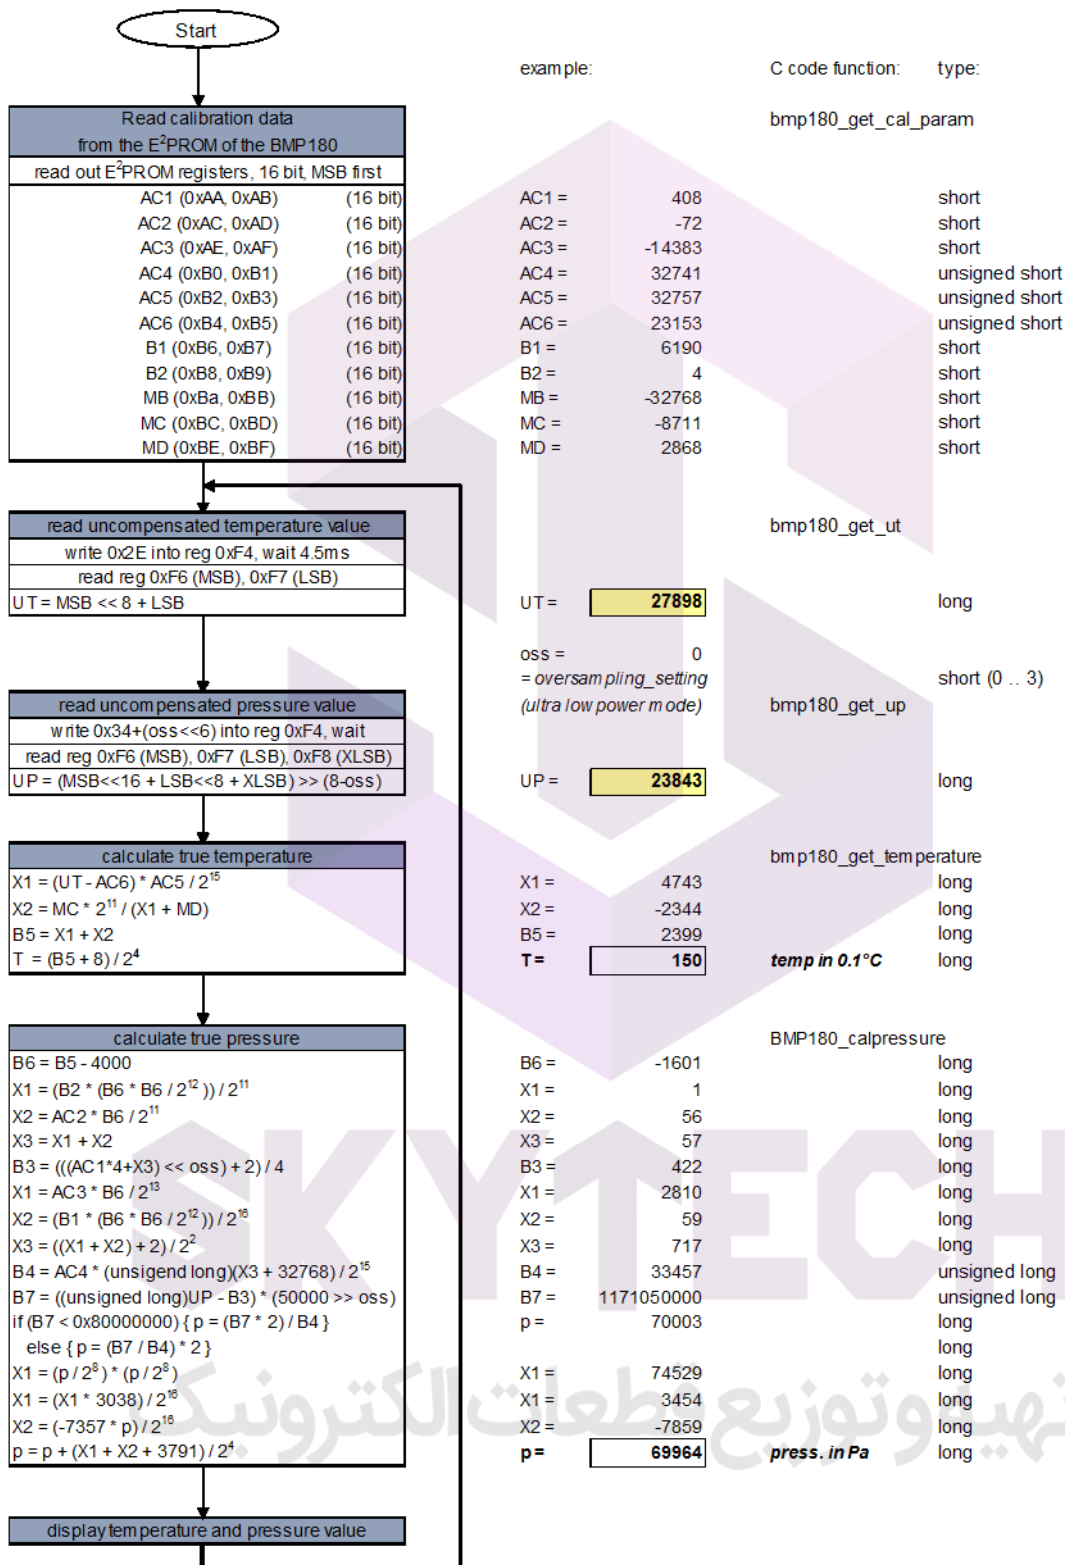 Start
example: C code function: type:
Read calibration data bmp180_get_cal_param
from the E²PROM of the BMP180
read out E²PROM registers, 16 bit, MSB first
AC1 (0xAA, 0xAB) (16 bit) AC1 = 408 short
AC2 (0xAC, 0xAD) (16 bit) AC2 = -72 short
AC3 (0xAE, 0xAF) (16 bit) AC3 = -14383 short
AC4 (0xB0, 0xB1) (16 bit) AC4 = 32741 unsigned short
AC5 (0xB2, 0xB3) (16 bit) AC5 = 32757 unsigned short
AC6 (0xB4, 0xB5) (16 bit) AC6 = 23153 unsigned short
B1 (0xB6, 0xB7) (16 bit) B1 = 6190 short
B2 (0xB8, 0xB9) (16 bit) B2 = 4 short
MB (0xBa, 0xBB) (16 bit) MB = -32768 short
MC (0xBC, 0xBD) (16 bit) MC = -8711 short
MD (0xBE, 0xBF) (16 bit) MD = 2868 short
read uncompensated temperature value bmp180_get_ut
write 0x2E into reg 0xF4, wait 4.5ms
read reg 0xF6 (MSB), 0xF7 (LSB)
UT = MSB << 8 + LSB UT = 27898 long
oss = 0
= oversampling_setting short (0 .. 3)
read uncompensated pressure value (ultra low power mode) bmp180_get_up
write 0x34+(oss<<6) into reg 0xF4, wait
read reg 0xF6 (MSB), 0xF7 (LSB), 0xF8 (XLSB)
UP = (MSB<<16 + LSB<<8 + XLSB) >> (8-oss) UP = 23843 long
calculate true temperature bmp180_get_temperature
X1 = (UT - AC6) * AC5 / 2¹⁵ X1 = 4743 long
X2 = MC * 2¹¹ / (X1 + MD) X2 = -2344 long
B5 = X1 + X2 B5 = 2399 long
T = (B5 + 8) / 2⁴ T = 150 temp in 0.1°C long
calculate true pressure BMP180_calpressure
B6 = B5 - 4000 B6 = -1601 long
X1 = (B2 * (B6 * B6 / 2¹² )) / 2¹¹ X1 = 1 long
X2 = AC2 * B6 / 2¹¹ X2 = 56 long
X3 = X1 + X2 X3 = 57 long
B3 = (((AC1*4+X3) << oss) + 2) / 4 B3 = 422 long
X1 = AC3 * B6 / 2¹³ X1 = 2810 long
X2 = (B1 * (B6 * B6 / 2¹² )) / 2¹⁶ X2 = 59 long
X3 = ((X1 + X2) + 2) / 2² X3 = 717 long
B4 = AC4 * (unsigend long)(X3 + 32768) / 2¹⁵ B4 = 33457 unsigned long
B7 = ((unsigned long)UP - B3) * (50000 >> oss) B7 = 1171050000 unsigned long
if (B7 < 0x80000000) { p = (B7 * 2) / B4 } p = 70003 long
else { p = (B7 / B4) * 2 } long
X1 = (p / 2⁸ ) * (p / 2⁸ ) X1 = 74529 long
X1 = (X1 * 3038) / 2¹⁶ X1 = 3454 long
X2 = (-7357 * p) / 2¹⁶ X2 = -7859 long
p = p + (X1 + X2 + 3791) / 2⁴ p = 69964 press. in Pa long
display temperature and pressure value
SKYTECH
تهیه و توزیع قطعات الکترونیک